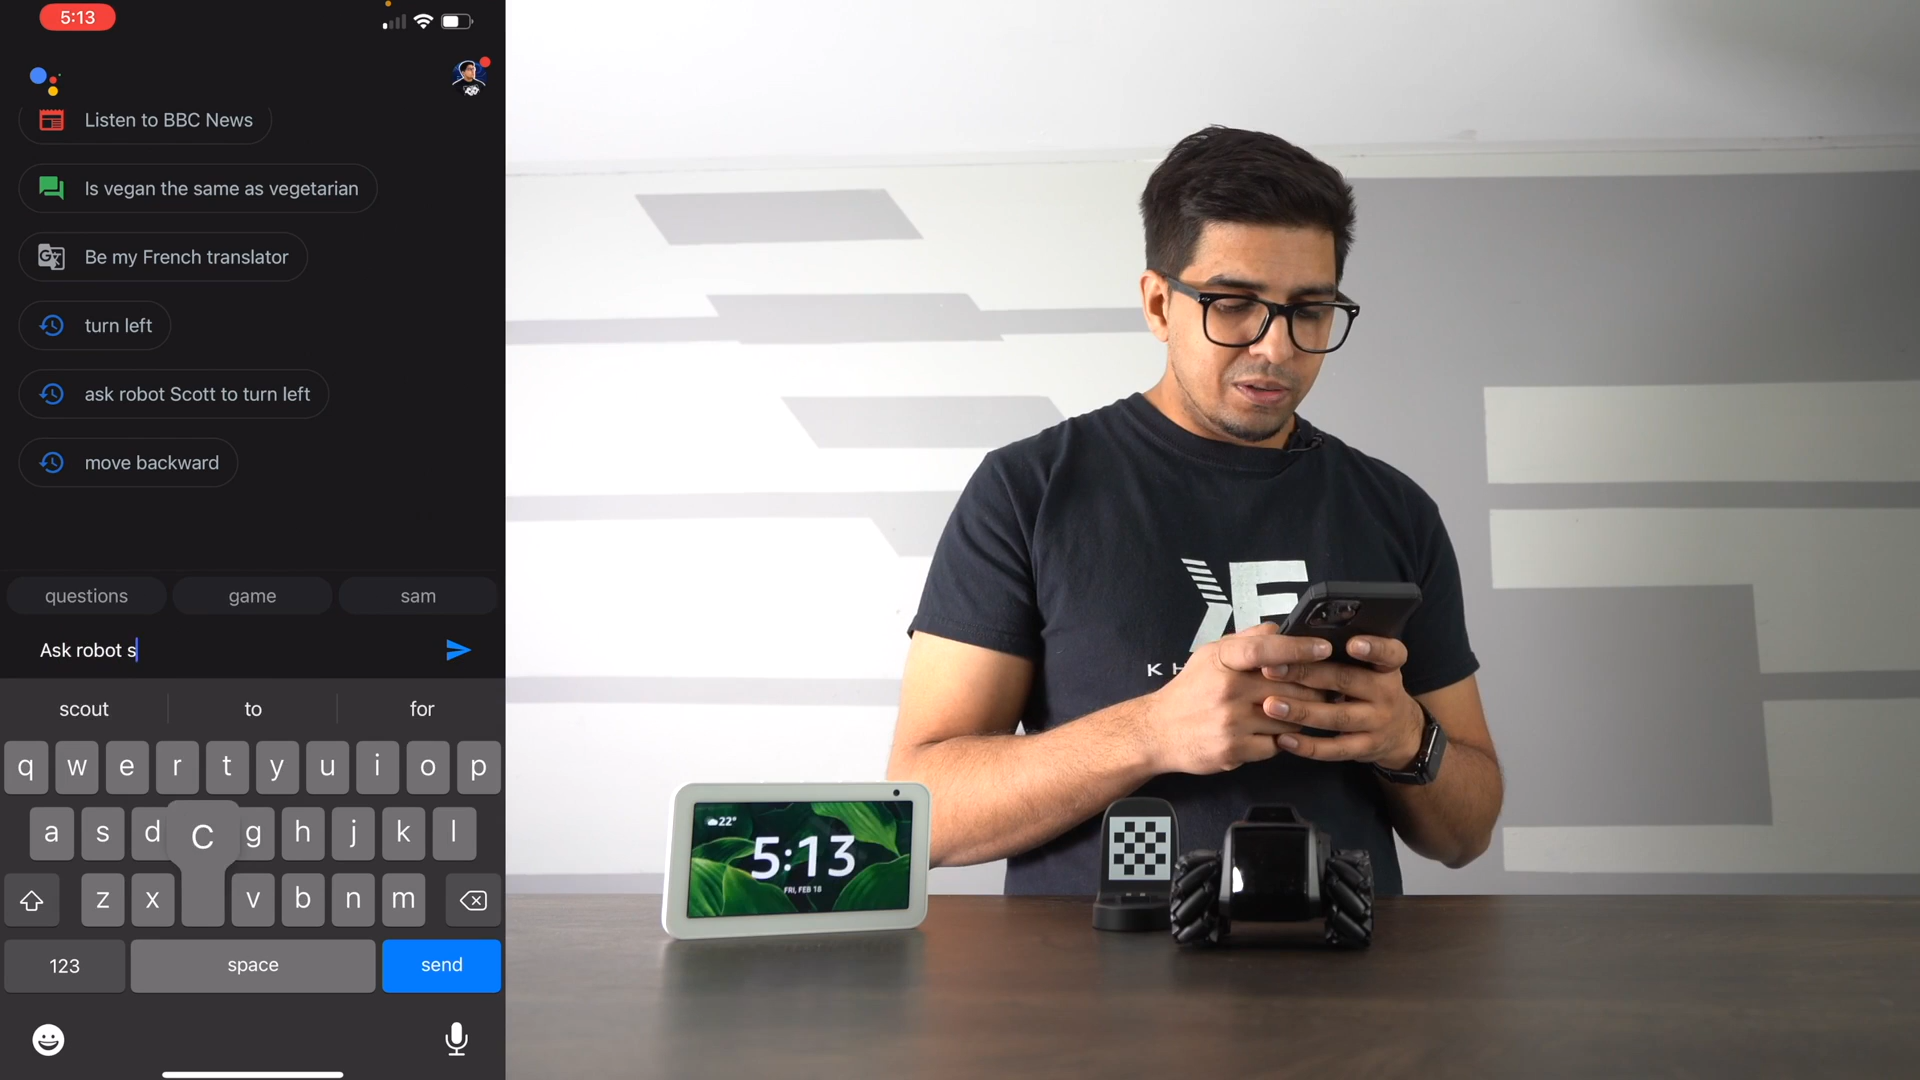 5:13
Listen to BBC News
Is vegan the same as vegetarian
Be my French translator
turn left
ask robot Scott to turn left
move backward
questions game sam
Ask robot s
scout to for
q w e r t y u i o p
a s d C g h j k l
z x v b n m
123 space send
22°
5:13
FRI, FEB 18
KE
K H